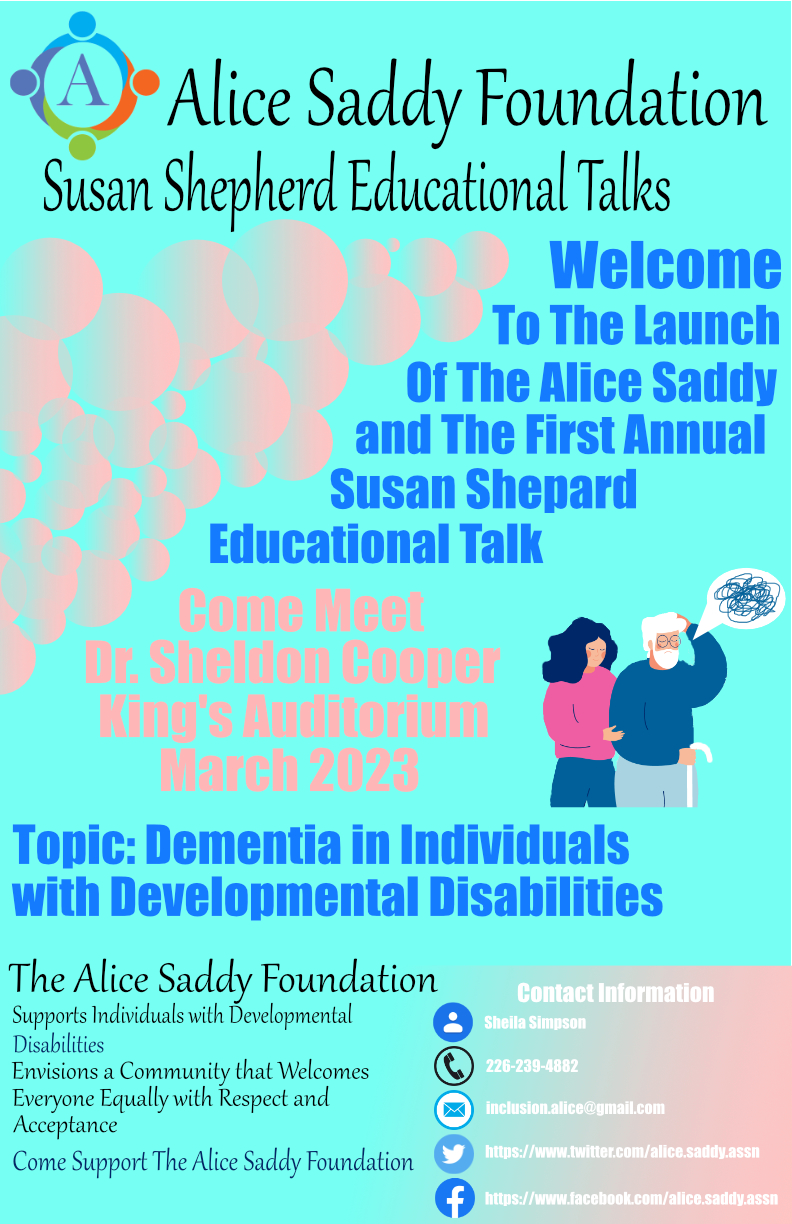 A
Alice Saddy Foundation
Susan Shepherd Educational Talks
Welcome
To The Launch
Of The Alice Saddy
and The First Annual
Susan Shepard
Educational Talk
Come Meet
Dr. Sheldon Cooper
King's Auditorium
March 2023
Topic: Dementia in Individuals
with Developmental Disabilities
The Alice Saddy Foundation
Supports Individuals with Developmental
Disabilities
Envisions a Community that Welcomes
Everyone Equally with Respect and
Acceptance
Come Support The Alice Saddy Foundation
Contact Information
Sheila Simpson
226-239-4882
inclusion.alice@gmail.com
https://www.twitter.com/alice.saddy.assn
https://www.facebook.com/alice.saddy.assn